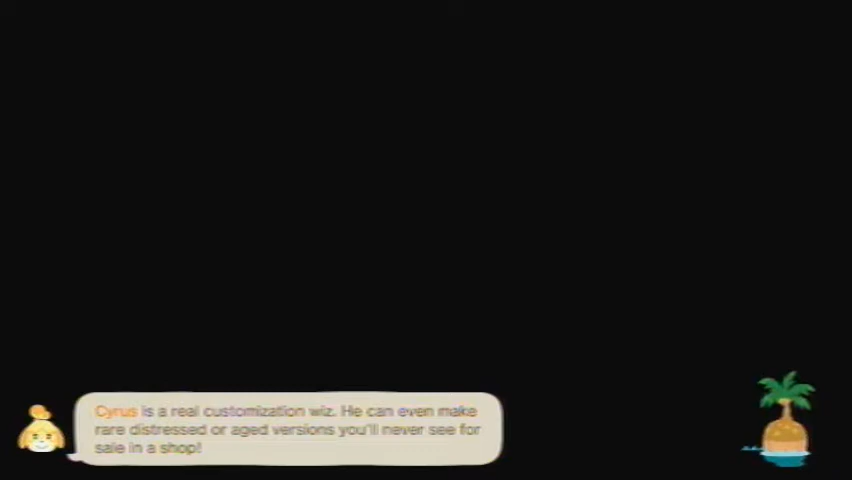 Cyrus is a real customization wiz. He can even make
rare distressed or aged versions you'll never see for
sale in a shop!